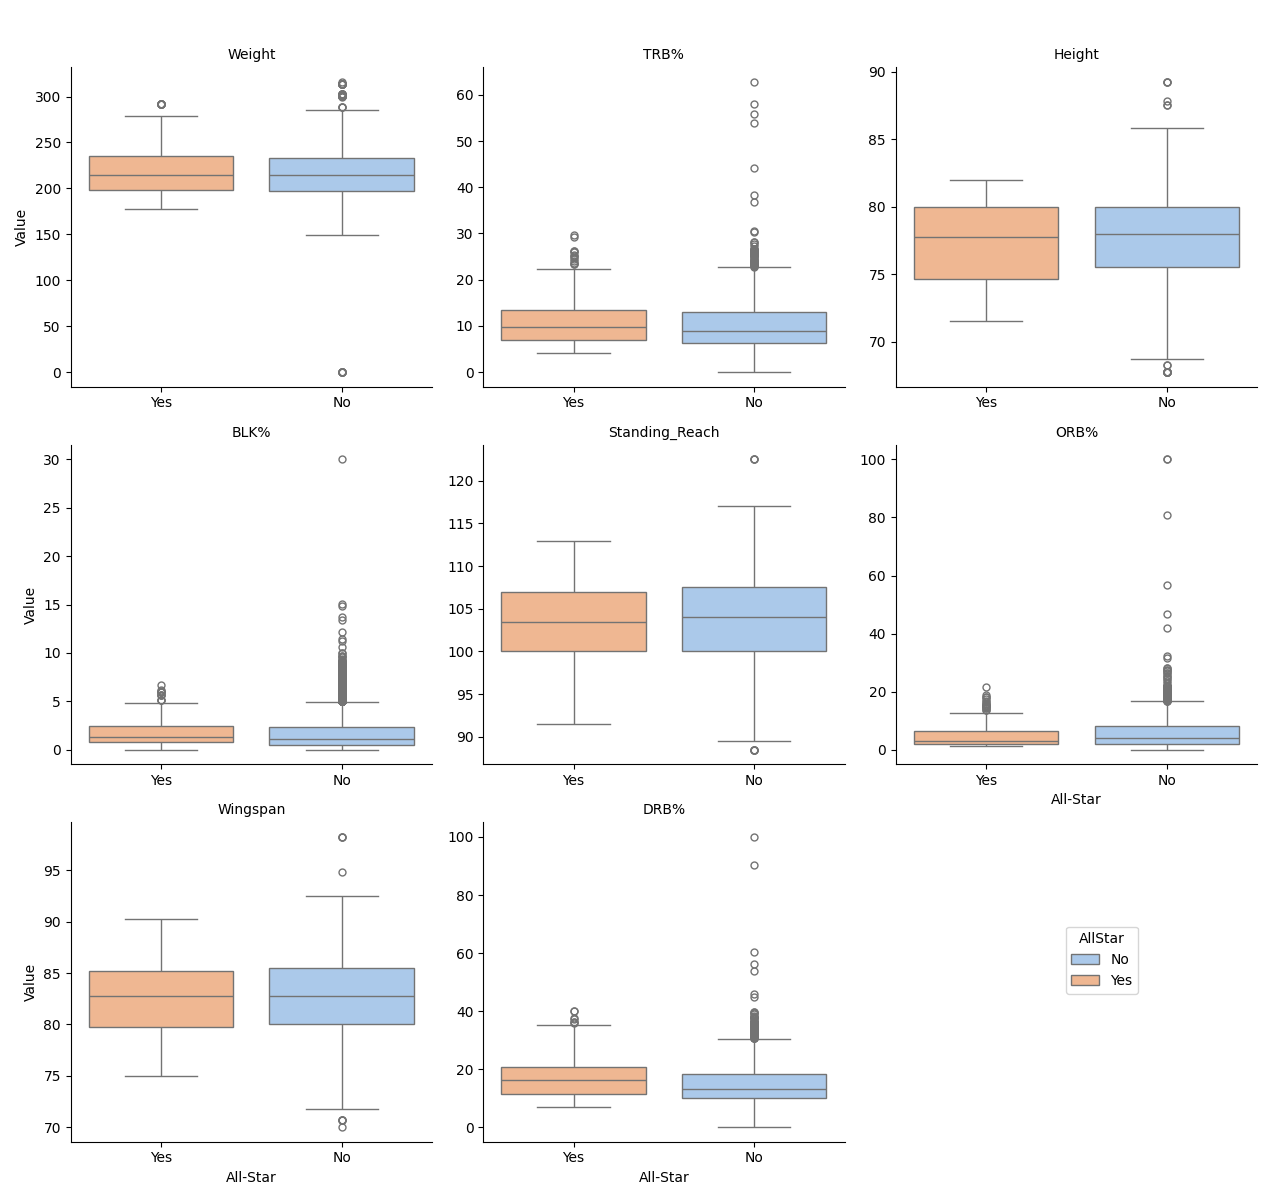 Weight
300
250
200
150
100
50
0
Value
Yes No
TRB%
60
50
40
30
20
10
0
Yes No
Height
90
85
80
75
70
Yes No
BLK%
30
25
20
15
10
5
0
Value
Yes No
Standing_Reach
120
115
110
105
100
95
90
Yes No
ORB%
100
80
60
40
20
0
Yes No
All-Star
Wingspan
95
90
85
80
75
70
Value
Yes No
All-Star
DRB%
100
80
60
40
20
0
Yes No
All-Star
AllStar
No
Yes